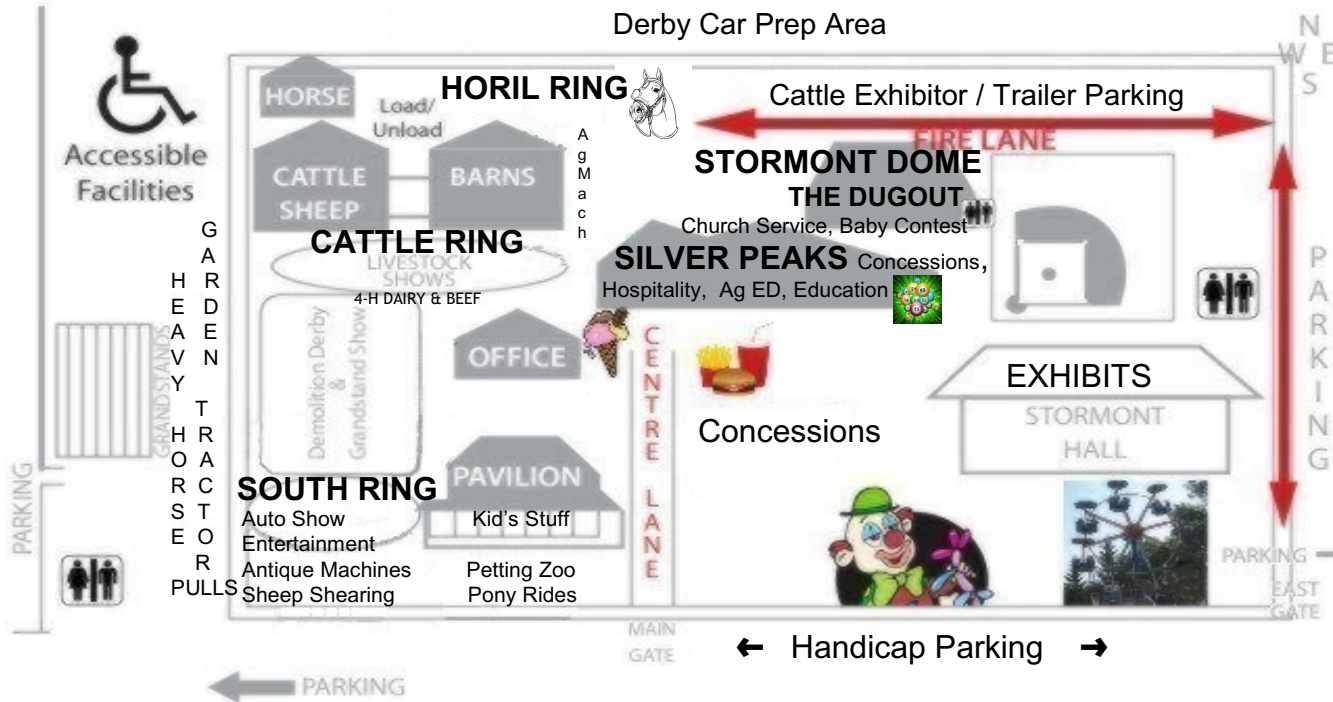 Derby Car Prep Area
N
W E
S
HORSE
Load/
Unload
HORIL RING
Cattle Exhibitor / Trailer Parking
FIRE LANE
Accessible
Facilities
CATTLE
SHEEP
BARNS
AgMach
STORMONT DOME
THE DUGOUT
Church Service, Baby Contest
CATTLE RING
LIVESTOCK
SHOWS
4-H DAIRY & BEEF
SILVER PEAKS Concessions,
Hospitality, Ag ED, Education
GRANDSTANDS
HEAVY HORSE
GARDEN TRACTOR
PULLS
Demolition Derby
&
Grandstand Show
OFFICE
CENTRE LANE
Concessions
EXHIBITS
STORMONT
HALL
PARKING
PARKING
SOUTH RING
Auto Show
Entertainment
Antique Machines
Sheep Shearing
PAVILION
Kid's Stuff
Petting Zoo
Pony Rides
PARKING
EAST
GATE
MAIN
GATE
← Handicap Parking →
PARKING